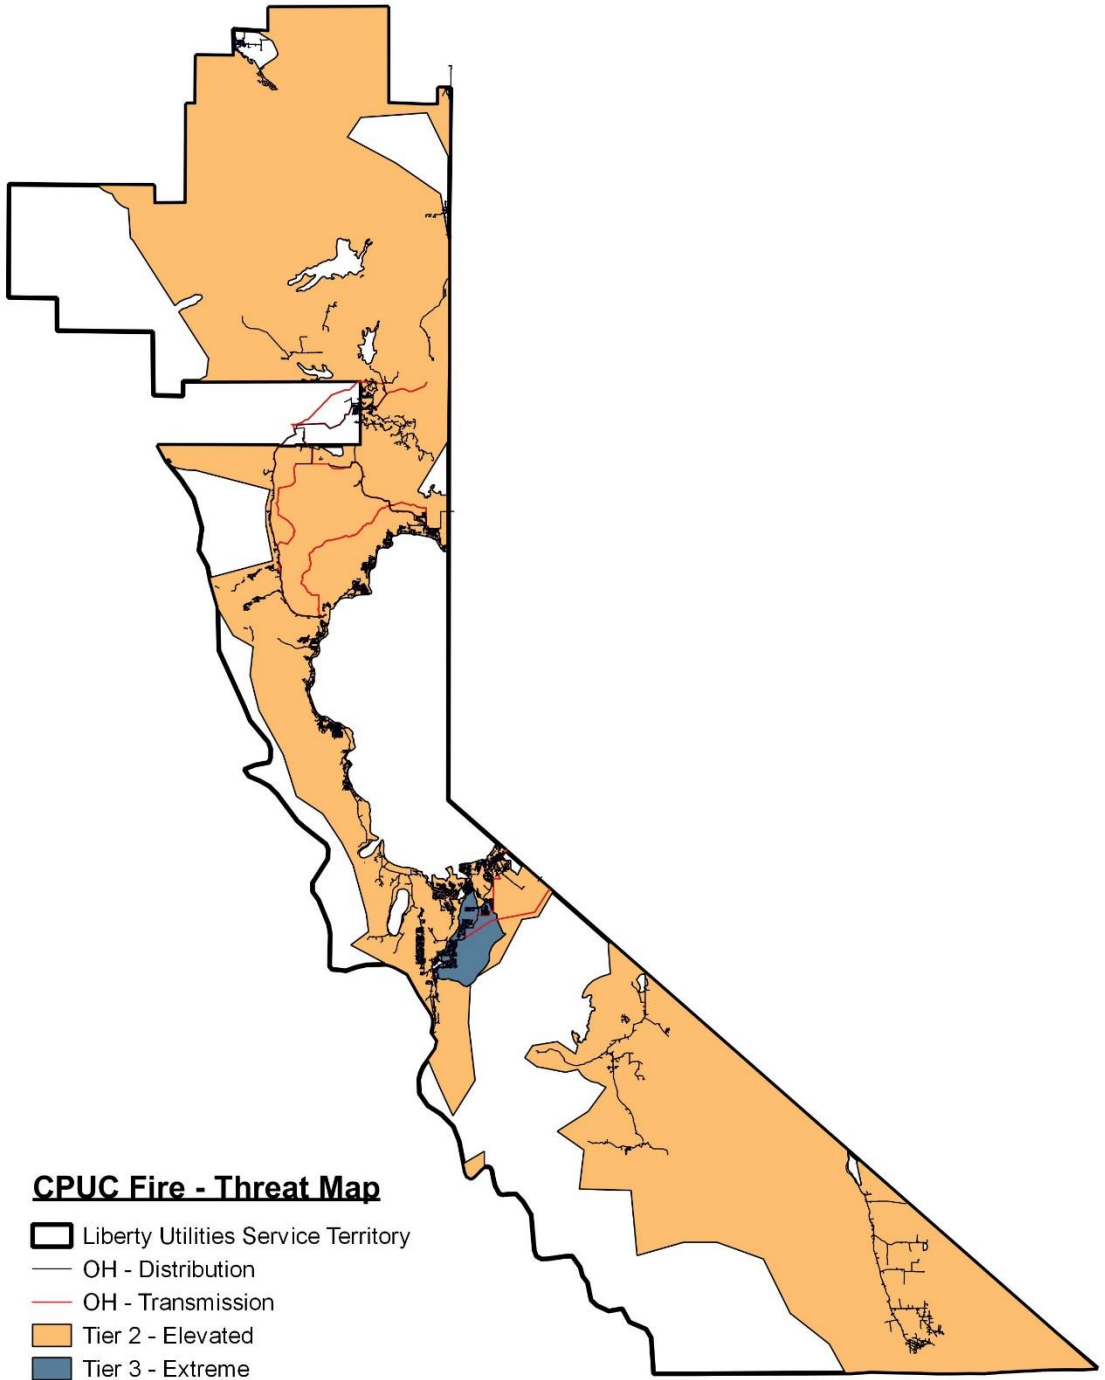 CPUC Fire - Threat Map
Liberty Utilities Service Territory
OH - Distribution
OH - Transmission
Tier 2 - Elevated
Tier 3 - Extreme